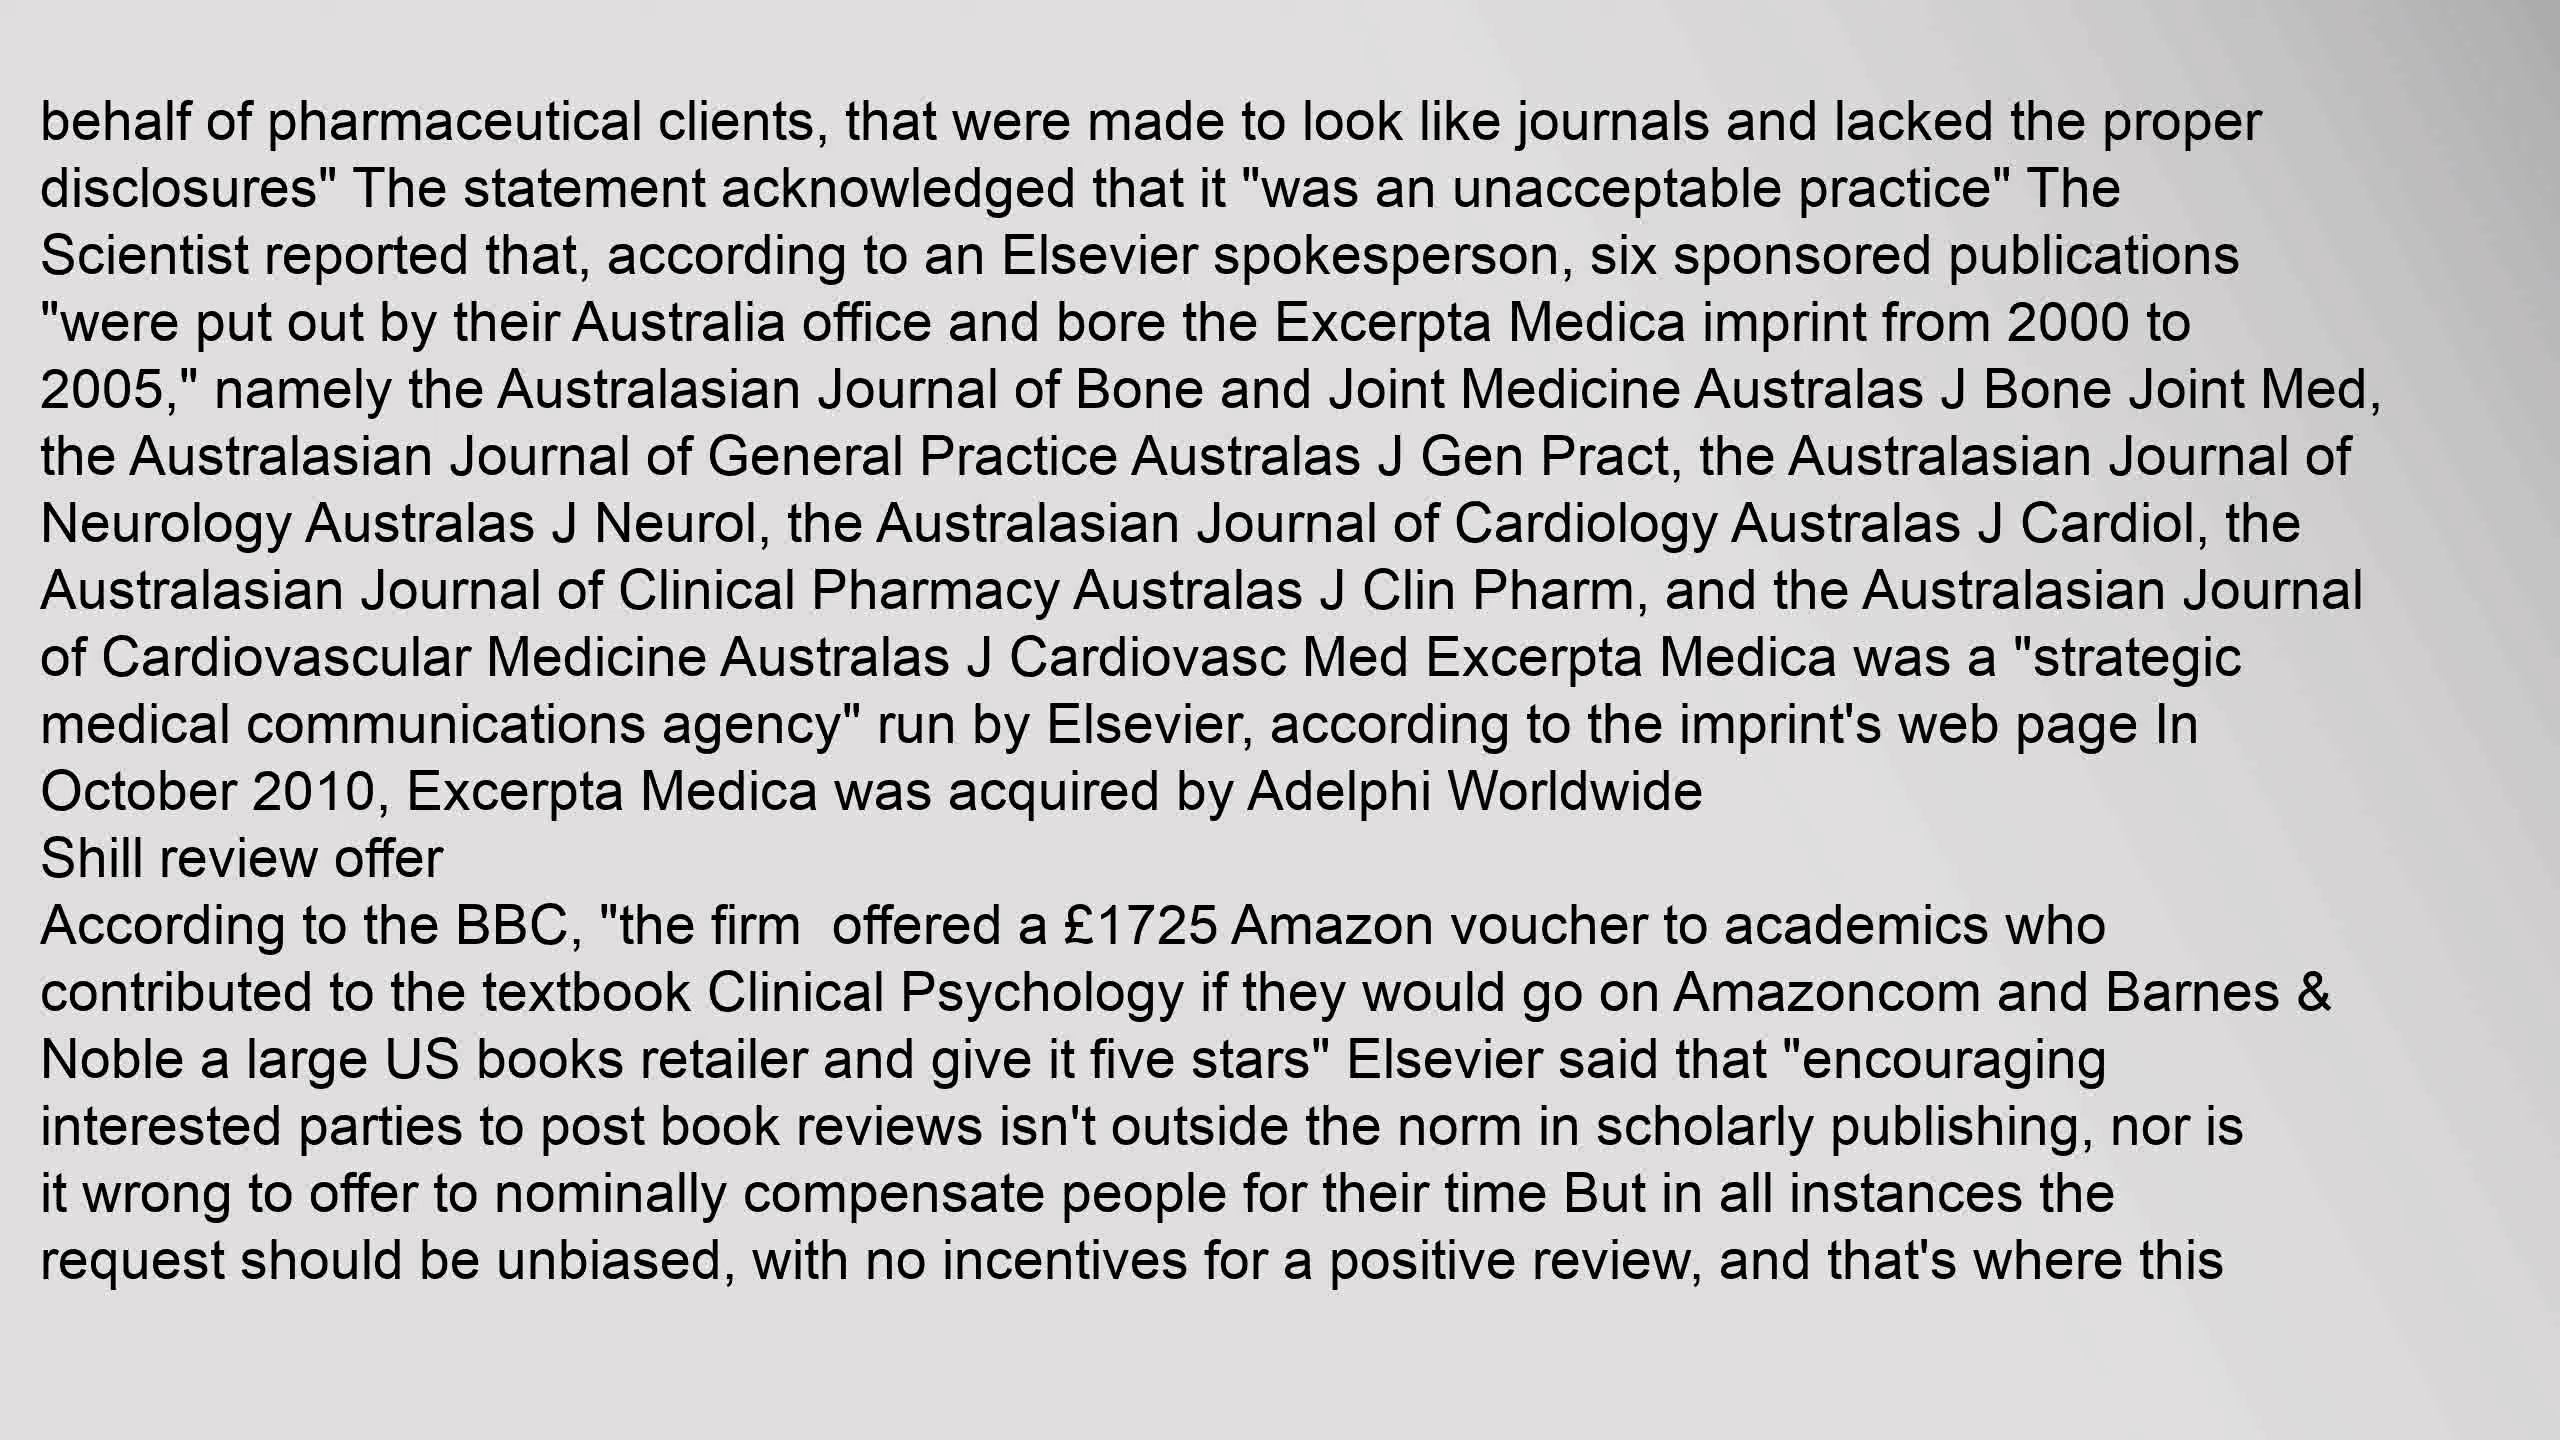 behalf of pharmaceutical clients, that were made to look like journals and lacked the proper
disclosures" The statement acknowledged that it "was an unacceptable practice" The
Scientist reported that, according to an Elsevier spokesperson, six sponsored publications
"were put out by their Australia office and bore the Excerpta Medica imprint from 2000 to
2005," namely the Australasian Journal of Bone and Joint Medicine Australas J Bone Joint Med,
the Australasian Journal of General Practice Australas J Gen Pract, the Australasian Journal of
Neurology Australas J Neurol, the Australasian Journal of Cardiology Australas J Cardiol, the
Australasian Journal of Clinical Pharmacy Australas J Clin Pharm, and the Australasian Journal
of Cardiovascular Medicine Australas J Cardiovasc Med Excerpta Medica was a "strategic
medical communications agency" run by Elsevier, according to the imprint's web page In
October 2010, Excerpta Medica was acquired by Adelphi Worldwide
Shill review offer
According to the BBC, "the firm  offered a £1725 Amazon voucher to academics who
contributed to the textbook Clinical Psychology if they would go on Amazoncom and Barnes &
Noble a large US books retailer and give it five stars" Elsevier said that "encouraging
interested parties to post book reviews isn't outside the norm in scholarly publishing, nor is
it wrong to offer to nominally compensate people for their time But in all instances the
request should be unbiased, with no incentives for a positive review, and that's where this